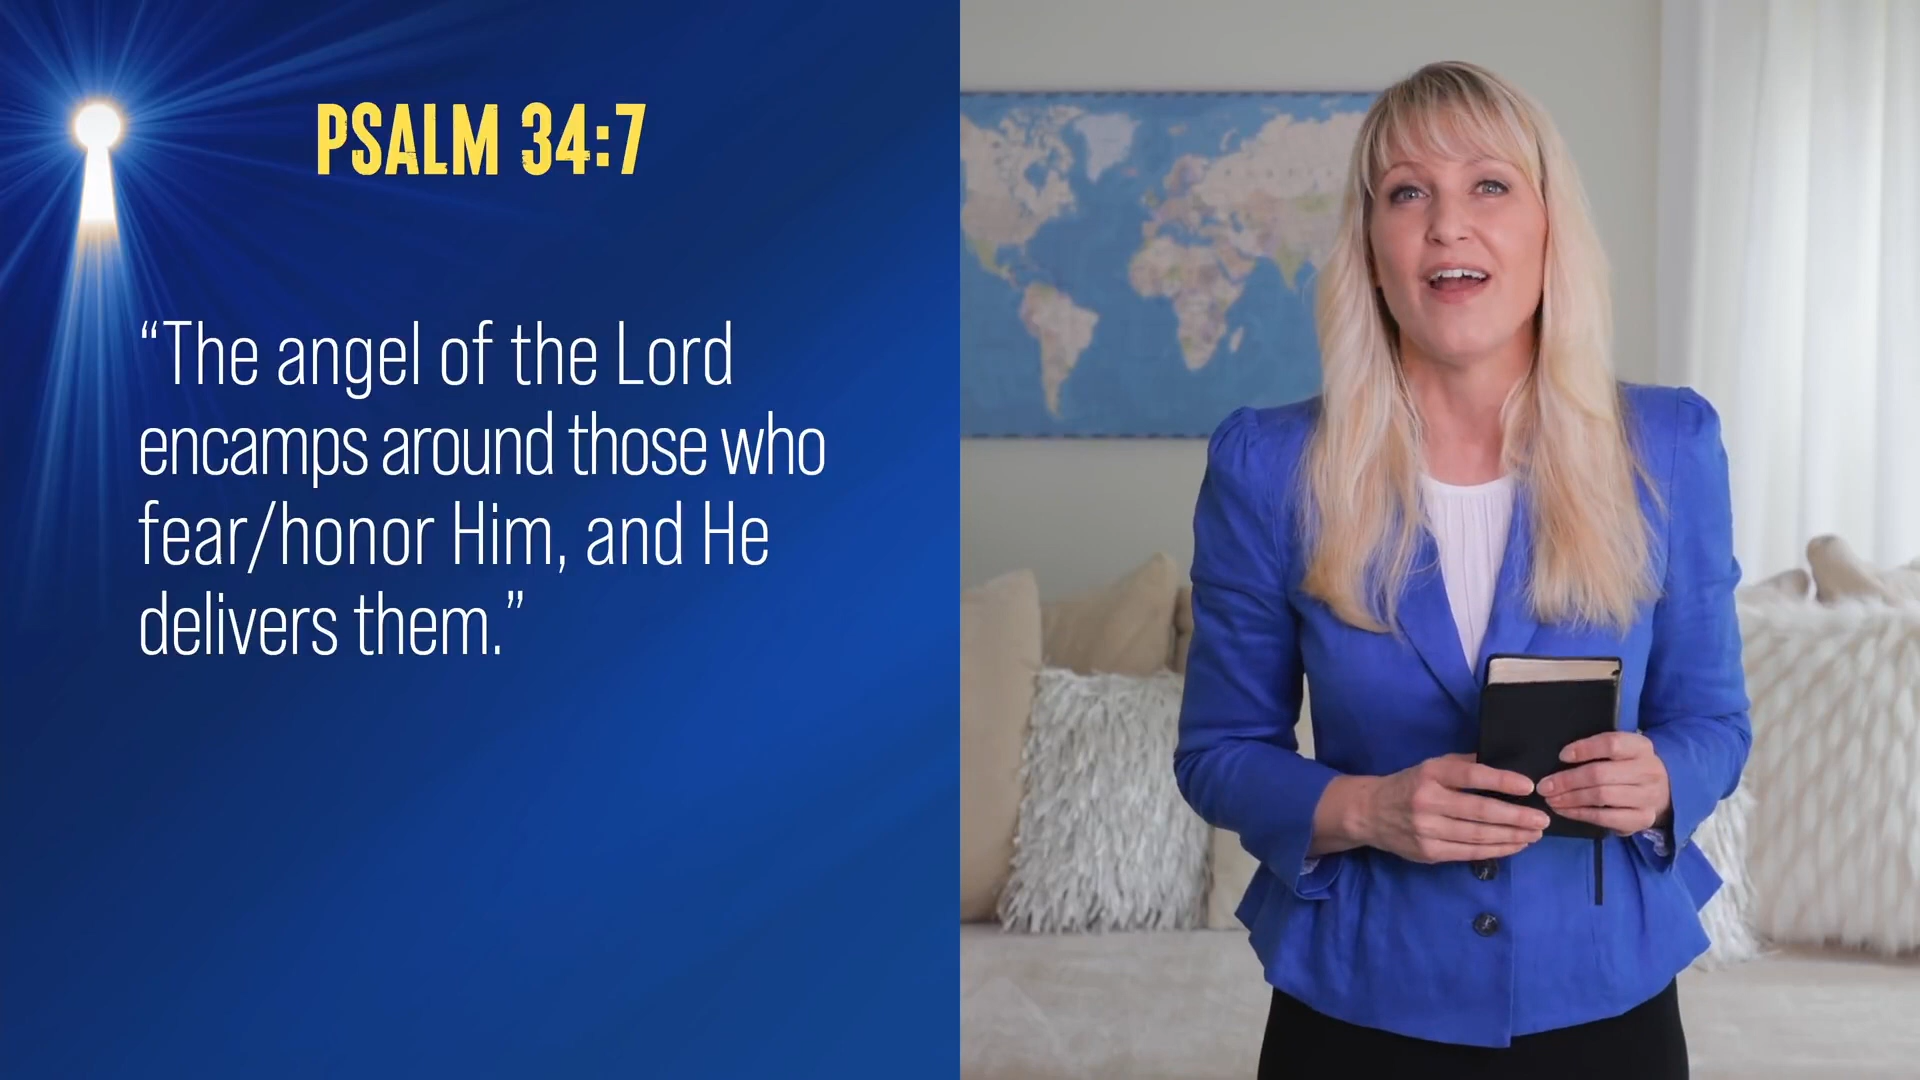 PSALM 34:7
“The angel of the Lord
encamps around those who
fear/honor Him, and He
delivers them.”